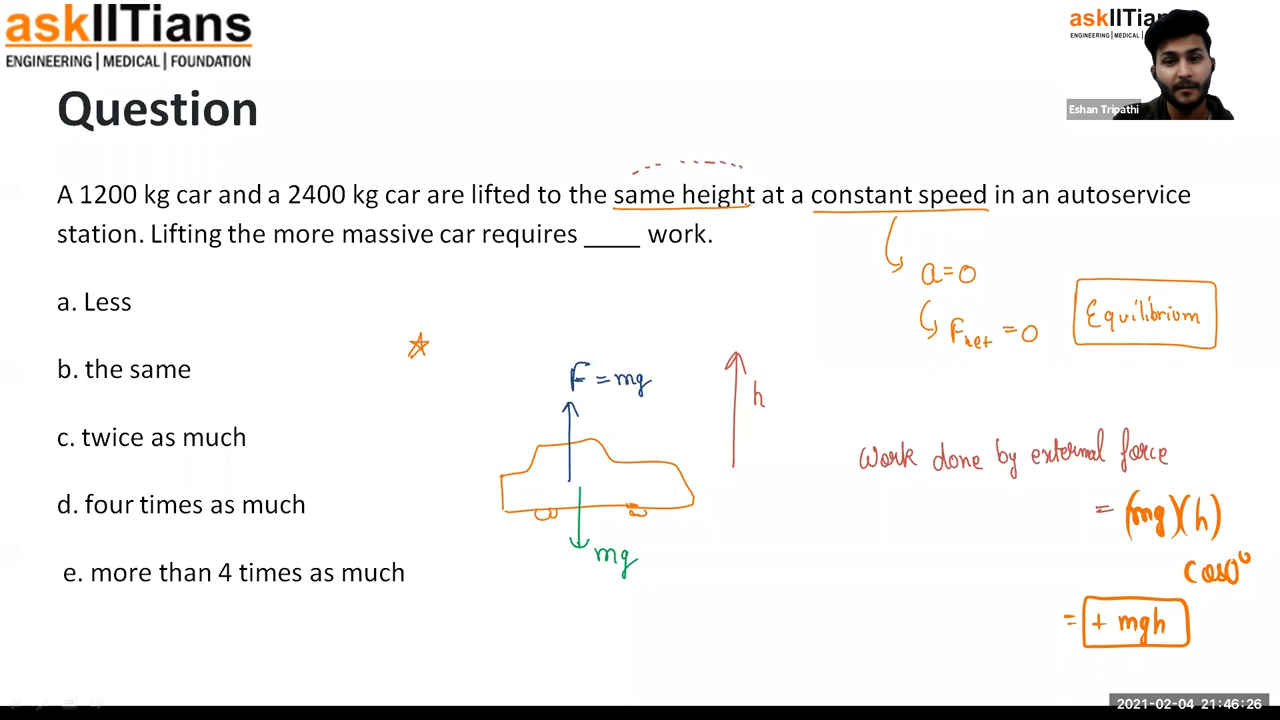 askIITians
ENGINEERING | MEDICAL | FOUNDATION
askIITian
ENGINEERING | MEDICAL |
Eshan Tripathi
Question
A 1200 kg car and a 2400 kg car are lifted to the same height at a constant speed in an autoservice
station. Lifting the more massive car requires ____ work.
a. Less
b. the same
c. twice as much
d. four times as much
e. more than 4 times as much
a=0
Fnet = 0
Equilibrium
F = mg
h
mg
Work done by external force
= (mg)(h)
cos0°
= + mgh
2021-02-04 21:46:26